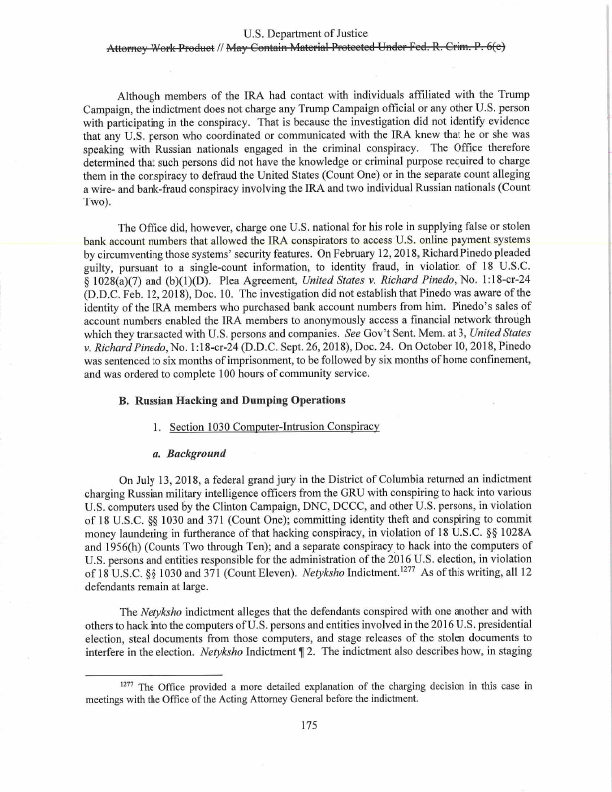 U.S. Department of Justice
Attorney Work Product // May Contain Material Protected Under Fed. R. Crim. P. 6(e)
Although members of the IRA had contact with individuals affiliated with the Trump
Campaign, the indictment does not charge any Trump Campaign official or any other U.S. person
with participating in the conspiracy. That is because the investigation did not identify evidence
that any U.S. person who coordinated or communicated with the IRA knew that he or she was
speaking with Russian nationals engaged in the criminal conspiracy. The Office therefore
determined that such persons did not have the knowledge or criminal purpose required to charge
them in the conspiracy to defraud the United States (Count One) or in the separate count alleging
a wire- and bank-fraud conspiracy involving the IRA and two individual Russian nationals (Count
Two).
The Office did, however, charge one U.S. national for his role in supplying false or stolen
bank account numbers that allowed the IRA conspirators to access U.S. online payment systems
by circumventing those systems' security features. On February 12, 2018, Richard Pinedo pleaded
guilty, pursuant to a single-count information, to identity fraud, in violation of 18 U.S.C.
§ 1028(a)(7) and (b)(1)(D). Plea Agreement, United States v. Richard Pinedo, No. 1:18-cr-24
(D.D.C. Feb. 12, 2018), Doc. 10. The investigation did not establish that Pinedo was aware of the
identity of the IRA members who purchased bank account numbers from him. Pinedo's sales of
account numbers enabled the IRA members to anonymously access a financial network through
which they transacted with U.S. persons and companies. See Gov't Sent. Mem. at 3, United States
v. Richard Pinedo, No. 1:18-cr-24 (D.D.C. Sept. 26, 2018), Doc. 24. On October 10, 2018, Pinedo
was sentenced to six months of imprisonment, to be followed by six months of home confinement,
and was ordered to complete 100 hours of community service.
B. Russian Hacking and Dumping Operations
1. Section 1030 Computer-Intrusion Conspiracy
a. Background
On July 13, 2018, a federal grand jury in the District of Columbia returned an indictment
charging Russian military intelligence officers from the GRU with conspiring to hack into various
U.S. computers used by the Clinton Campaign, DNC, DCCC, and other U.S. persons, in violation
of 18 U.S.C. §§ 1030 and 371 (Count One); committing identity theft and conspiring to commit
money laundering in furtherance of that hacking conspiracy, in violation of 18 U.S.C. §§ 1028A
and 1956(h) (Counts Two through Ten); and a separate conspiracy to hack into the computers of
U.S. persons and entities responsible for the administration of the 2016 U.S. election, in violation
of 18 U.S.C. §§ 1030 and 371 (Count Eleven). Netyksho Indictment.1277 As of this writing, all 12
defendants remain at large.
The Netyksho indictment alleges that the defendants conspired with one another and with
others to hack into the computers of U.S. persons and entities involved in the 2016 U.S. presidential
election, steal documents from those computers, and stage releases of the stolen documents to
interfere in the election. Netyksho Indictment ¶ 2. The indictment also describes how, in staging
1277 The Office provided a more detailed explanation of the charging decision in this case in
meetings with the Office of the Acting Attorney General before the indictment.
175